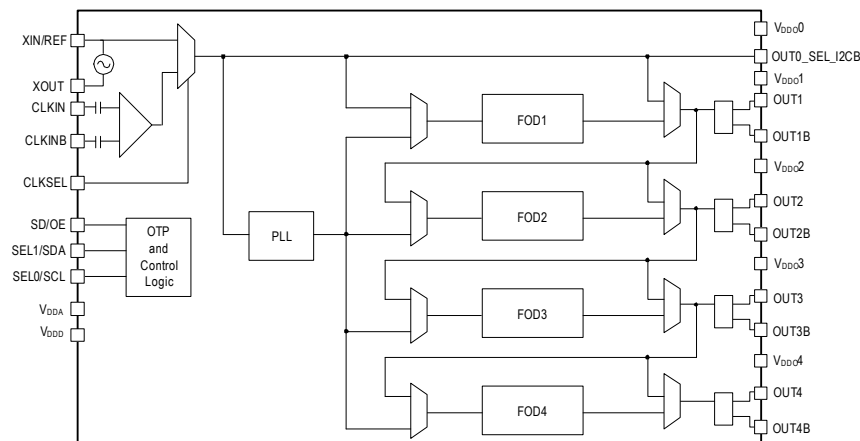 XIN/REF
XOUT
CLKIN
CLKINB
CLKSEL
SD/OE
SEL1/SDA
SEL0/SCL
VDDA
VDDD
OTP
and
Control
Logic
PLL
FOD1
FOD2
FOD3
FOD4
VDDO0
OUT0_SEL_I2CB
VDDO1
OUT1
OUT1B
VDDO2
OUT2
OUT2B
VDDO3
OUT3
OUT3B
VDDO4
OUT4
OUT4B